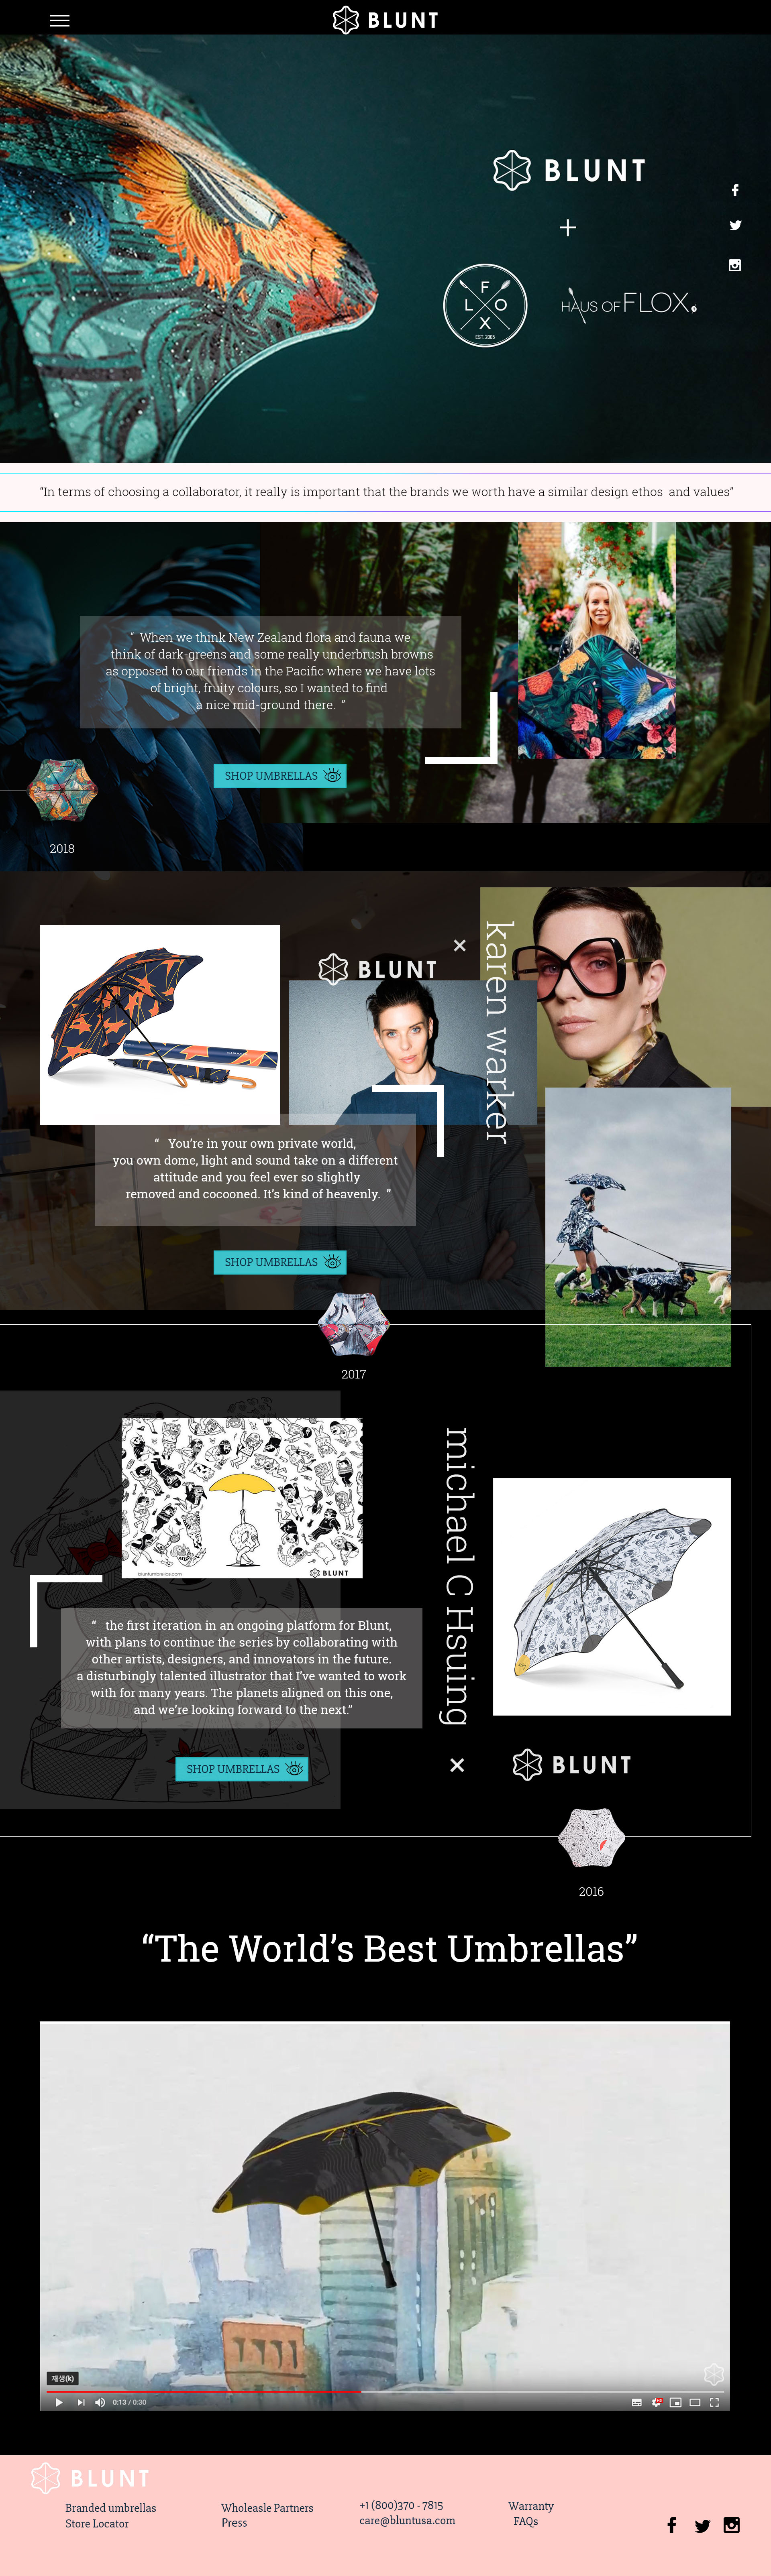 BLUNT
BLUNT
+
F
L O
X
EST. 2005
HAUS OF FLOX
“In terms of choosing a collaborator, it really is important that the brands we worth have a similar design ethos and values”
“ When we think New Zealand flora and fauna we
think of dark-greens and some really underbrush browns
as opposed to our friends in the Pacific where we have lots
of bright, fruity colours, so I wanted to find
a nice mid-ground there. ”
SHOP UMBRELLAS
2018
BLUNT
×
karen warker
“ You’re in your own private world,
you own dome, light and sound take on a different
attitude and you feel ever so slightly
removed and cocooned. It’s kind of heavenly. ”
SHOP UMBRELLAS
2017
bluntumbrellas.com
BLUNT
michael C Hsuing
“ the first iteration in an ongoing platform for Blunt,
with plans to continue the series by collaborating with
other artists, designers, and innovators in the future.
a disturbingly talented illustrator that I’ve wanted to work
with for many years. The planets aligned on this one,
and we’re looking forward to the next.”
SHOP UMBRELLAS
×
BLUNT
2016
“The World’s Best Umbrellas”
재생(k)
0:13 / 0:30
BLUNT
Branded umbrellas
Store Locator
Wholeasle Partners
Press
+1 (800)370 - 7815
care@bluntusa.com
Warranty
FAQs